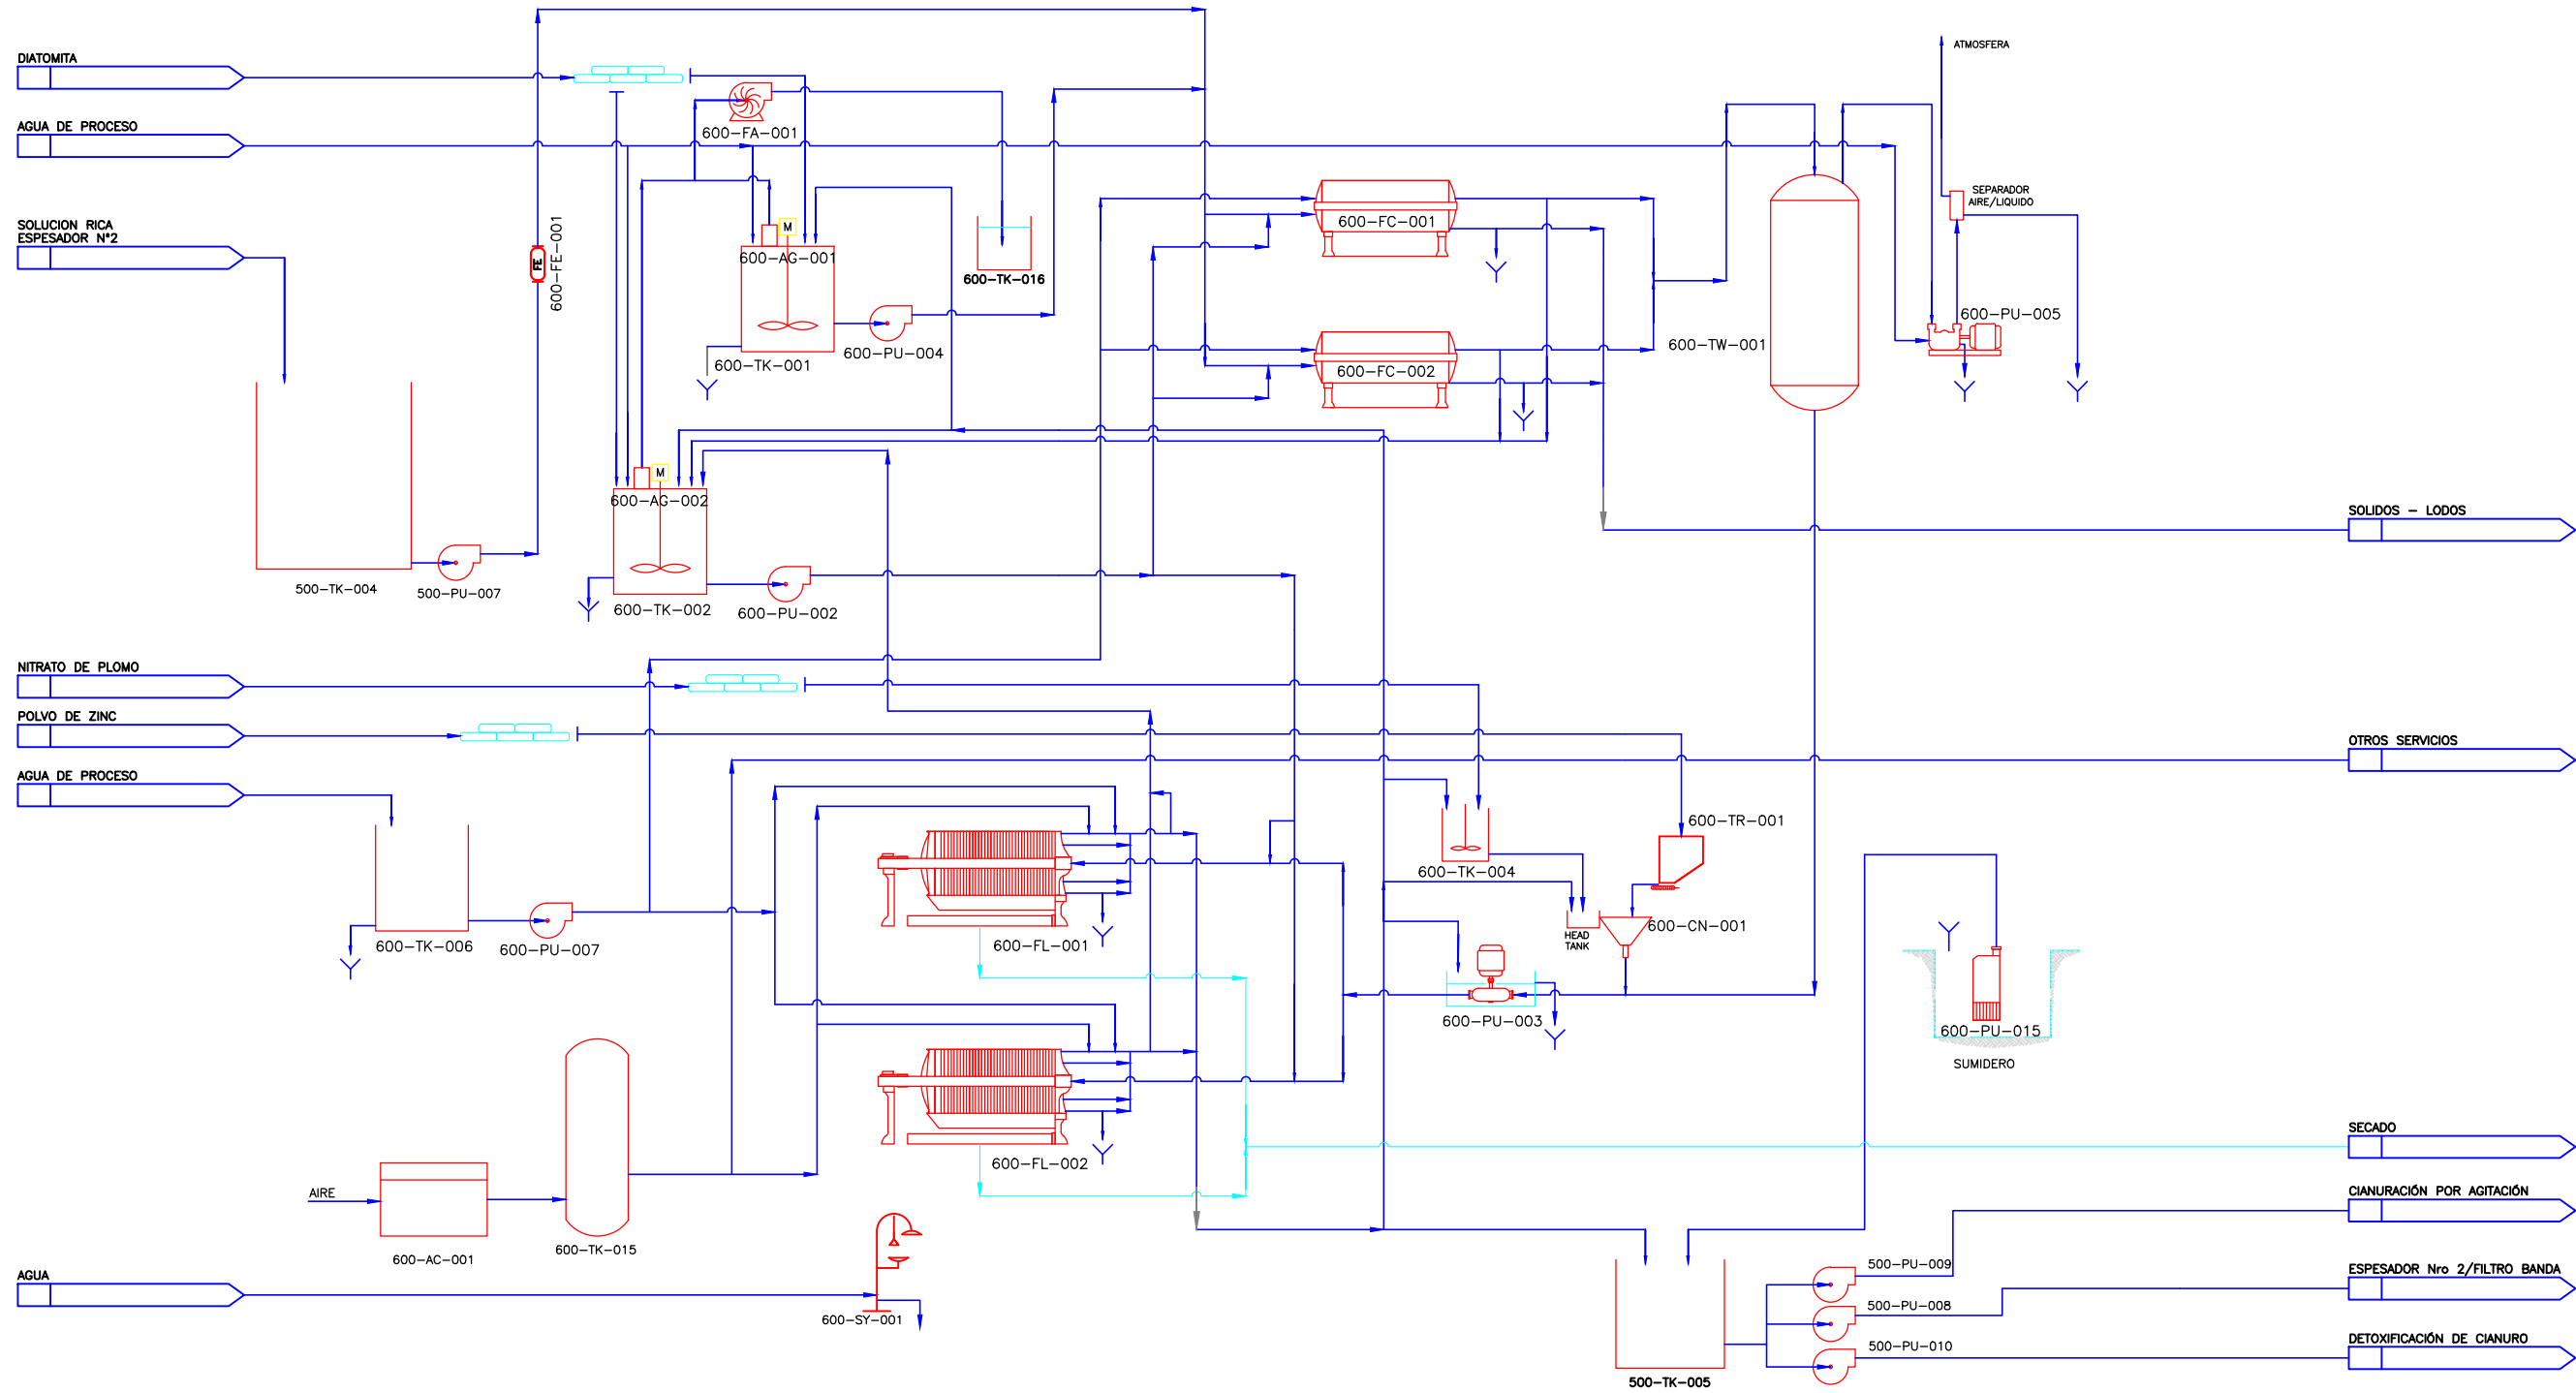 DIATOMITA
AGUA DE PROCESO
SOLUCION RICA
ESPESADOR N°2
600-FE-001
FE
600-FA-001
M
600-AG-001
600-TK-001
600-PU-004
600-TK-016
600-FC-001
600-FC-002
600-TW-001
ATMOSFERA
SEPARADOR
AIRE/LIQUIDO
600-PU-005
500-TK-004
500-PU-007
M
600-AG-002
600-TK-002
600-PU-002
SOLIDOS - LODOS
NITRATO DE PLOMO
POLVO DE ZINC
AGUA DE PROCESO
OTROS SERVICIOS
600-TK-006
600-PU-007
600-FL-001
600-FL-002
600-TK-004
600-TR-001
HEAD
TANK
600-CN-001
600-PU-003
600-PU-015
SUMIDERO
AIRE
600-AC-001
600-TK-015
AGUA
600-SY-001
SECADO
CIANURACIÓN POR AGITACIÓN
ESPESADOR Nro 2/FILTRO BANDA
DETOXIFICACIÓN DE CIANURO
500-PU-009
500-PU-008
500-PU-010
500-TK-005